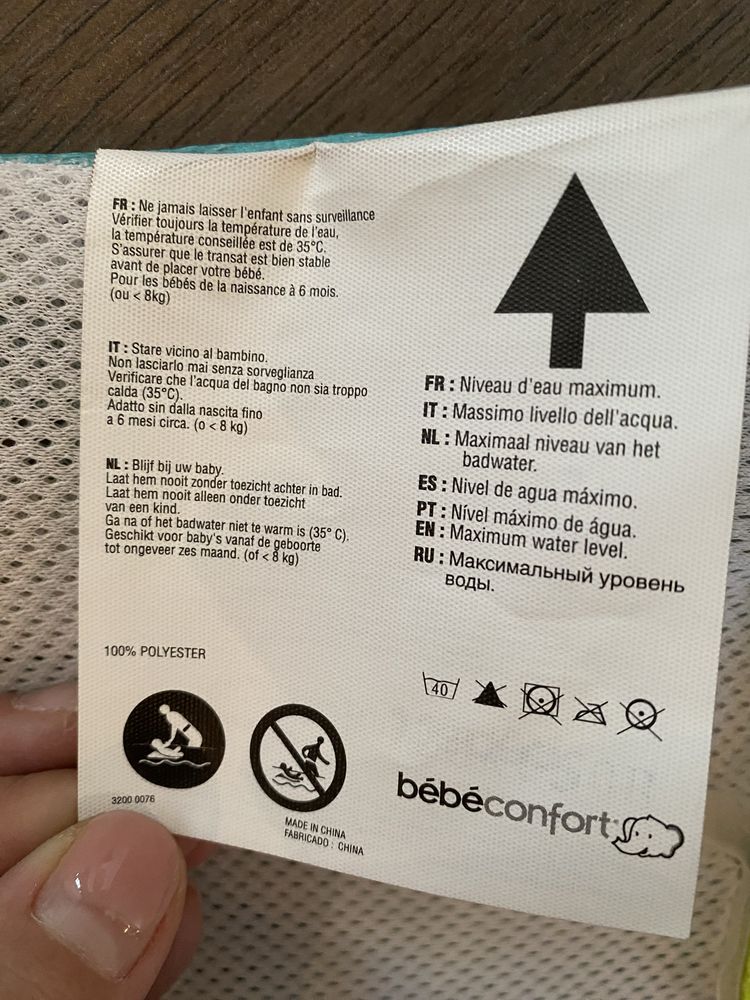 FR : Ne jamais laisser l'enfant sans surveillance
Vérifier toujours la température de l'eau,
la température conseillée est de 35°C.
S'assurer que le transat est bien stable
avant de placer votre bébé.
Pour les bébés de la naissance à 6 mois.
(ou < 8kg)
IT : Stare vicino al bambino.
Non lasciarlo mai senza sorveglianza
Verificare che l'acqua del bagno non sia troppo
calda (35°C).
Adatto sin dalla nascita fino
a 6 mesi circa. (o < 8 kg)
NL : Blijf bij uw baby.
Laat hem nooit zonder toezicht achter in bad.
Laat hem nooit alleen onder toezicht
van een kind.
Ga na of het badwater niet te warm is (35° C).
Geschikt voor baby's vanaf de geboorte
tot ongeveer zes maand. (of < 8 kg)
100% POLYESTER
3200 0076
MADE IN CHINA
FABRICADO : CHINA
FR : Niveau d'eau maximum.
IT : Massimo livello dell'acqua.
NL : Maximaal niveau van het
badwater.
ES : Nivel de agua máximo.
PT : Nível máximo de água.
EN : Maximum water level.
RU : Максимальный уровень
воды.
40
bébéconfort